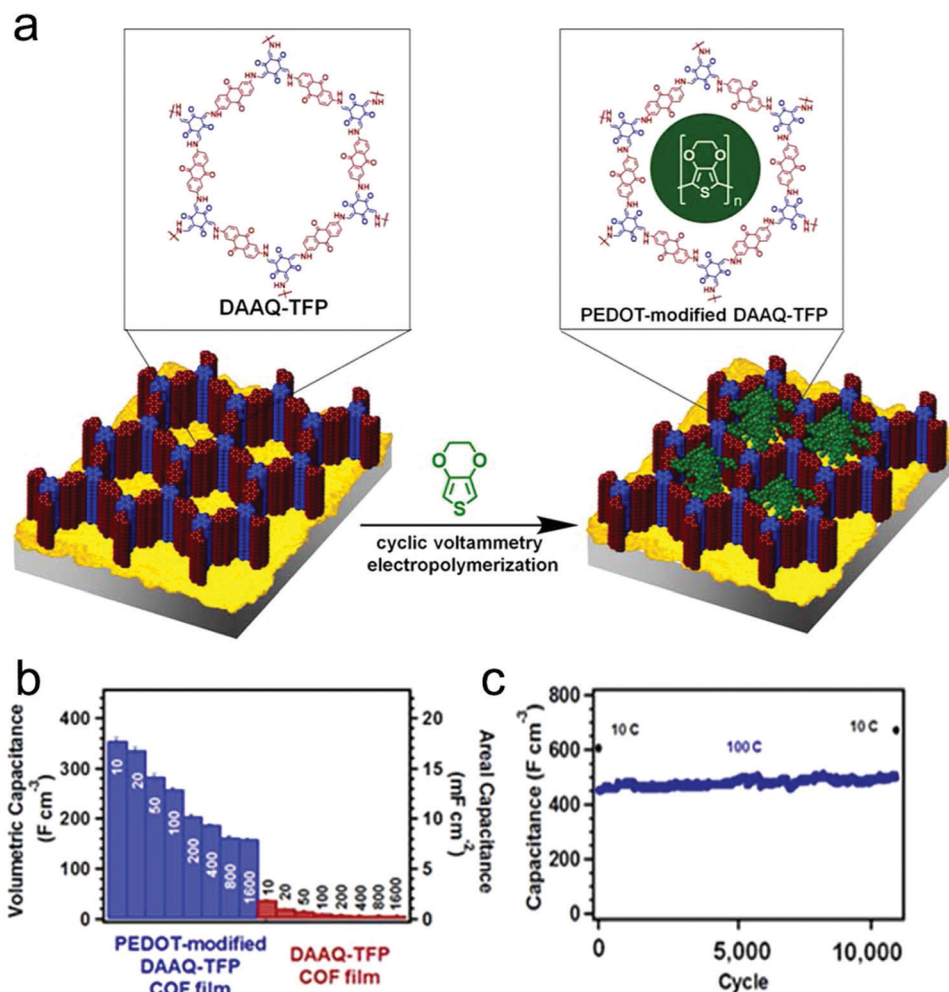 a
DAAQ-TFP
O
O
S
n
PEDOT-modified DAAQ-TFP
O
O
S
cyclic voltammetry
electropolymerization
b
Volumetric Capacitance
(F cm-3)
400
300
200
100
0
10
20
50
100
200
400
800
1600
10
20
50
100
200
400
800
1600
20
15
10
5
0
Areal Capacitance
(mF cm-2)
PEDOT-modified
DAAQ-TFP
COF film
DAAQ-TFP
COF film
c
Capacitance (F cm-3)
800
600
400
200
0
10 C
100 C
10 C
0
5,000
10,000
Cycle